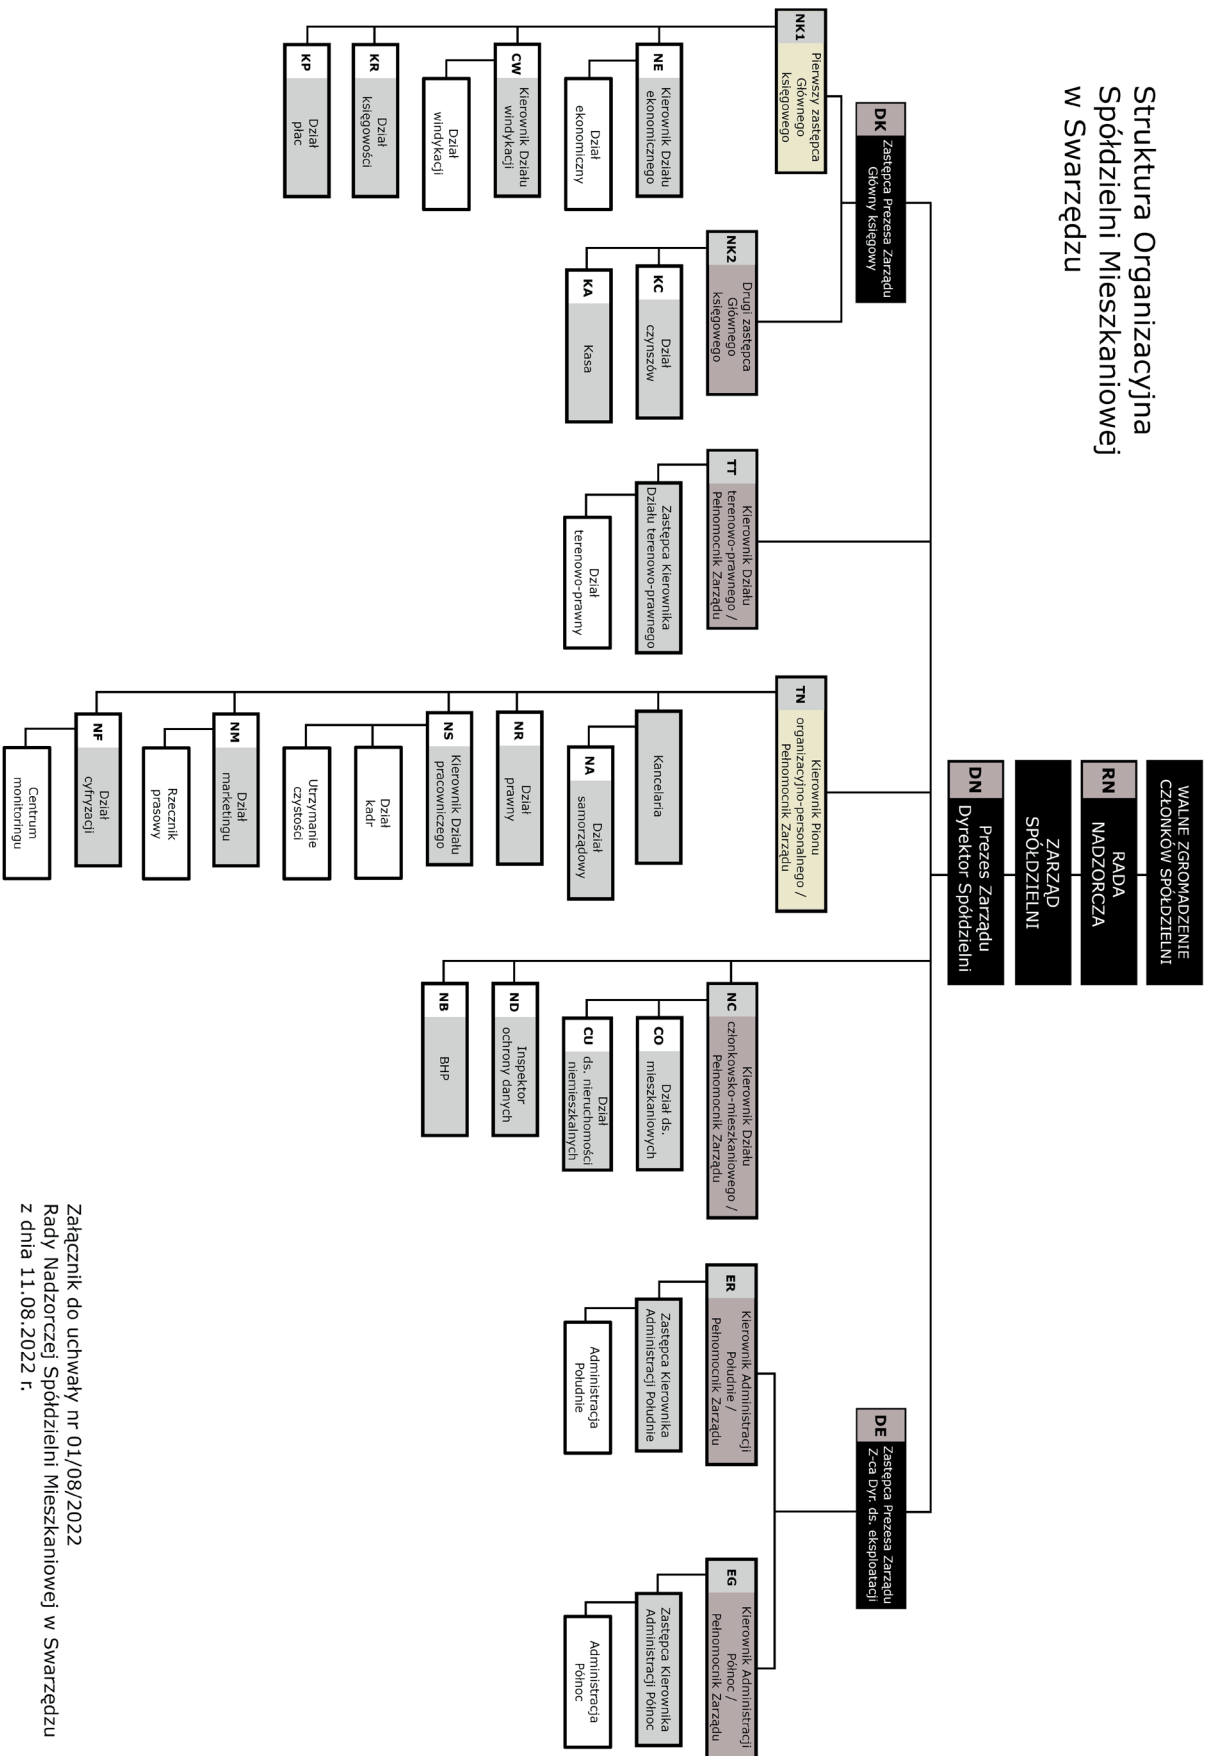 Struktura Organizacyjna
Spółdzielni Mieszkaniowej
w Swarzędzu
WALNE ZGROMADZENIE
CZŁONKÓW SPÓŁDZIELNI
RN
RADA
NADZORCZA
ZARZĄD
SPÓŁDZIELNI
DN
Prezes Zarządu
Dyrektor Spółdzielni
DK
Zastępca Prezesa Zarządu
Główny księgowy
NK1
Pierwszy zastępca
Głównego
księgowego
NE
Kierownik Działu
ekonomicznego
Dział
ekonomiczny
CW
Kierownik Działu
windykacji
Dział
windykacji
KR
Dział
księgowości
KP
Dział
płac
NK2
Drugi zastępca
Głównego
księgowego
KC
Dział
czynszów
KA
Kasa
TT
Kierownik Działu
terenowo-prawnego /
Pełnomocnik Zarządu
Zastępca Kierownika
Działu terenowo-prawnego
Dział
terenowo-prawny
TN
Kierownik Pionu
organizacyjno-personalnego /
Pełnomocnik Zarządu
Kancelaria
NA
Dział
samorządowy
NR
Dział
prawny
NS
Kierownik Działu
pracowniczego
Dział
kadr
Utrzymanie
czystości
NM
Dział
marketingu
Rzecznik
prasowy
NF
Dział
cyfryzacji
Centrum
monitoringu
NC
Kierownik Działu
członkowsko-mieszkaniowego /
Pełnomocnik Zarządu
CO
Dział ds.
mieszkaniowych
CU
Dział
ds. nieruchomości
niemieszkalnych
ND
Inspektor
ochrony danych
NB
BHP
DE
Zastępca Prezesa Zarządu
Z-ca Dyr. ds. eksploatacji
ER
Kierownik Administracji
Południe /
Pełnomocnik Zarządu
Zastępca Kierownika
Administracji Południe
Administracja
Południe
EG
Kierownik Administracji
Północ /
Pełnomocnik Zarządu
Zastępca Kierownika
Administracji Północ
Administracja
Północ
Załącznik do uchwały nr 01/08/2022
Rady Nadzorczej Spółdzielni Mieszkaniowej w Swarzędzu
z dnia 11.08.2022 r.